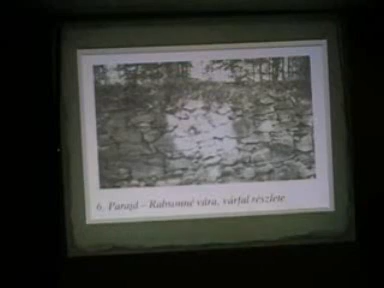 6. Parajd – Rabsonné vára, várfal részlete